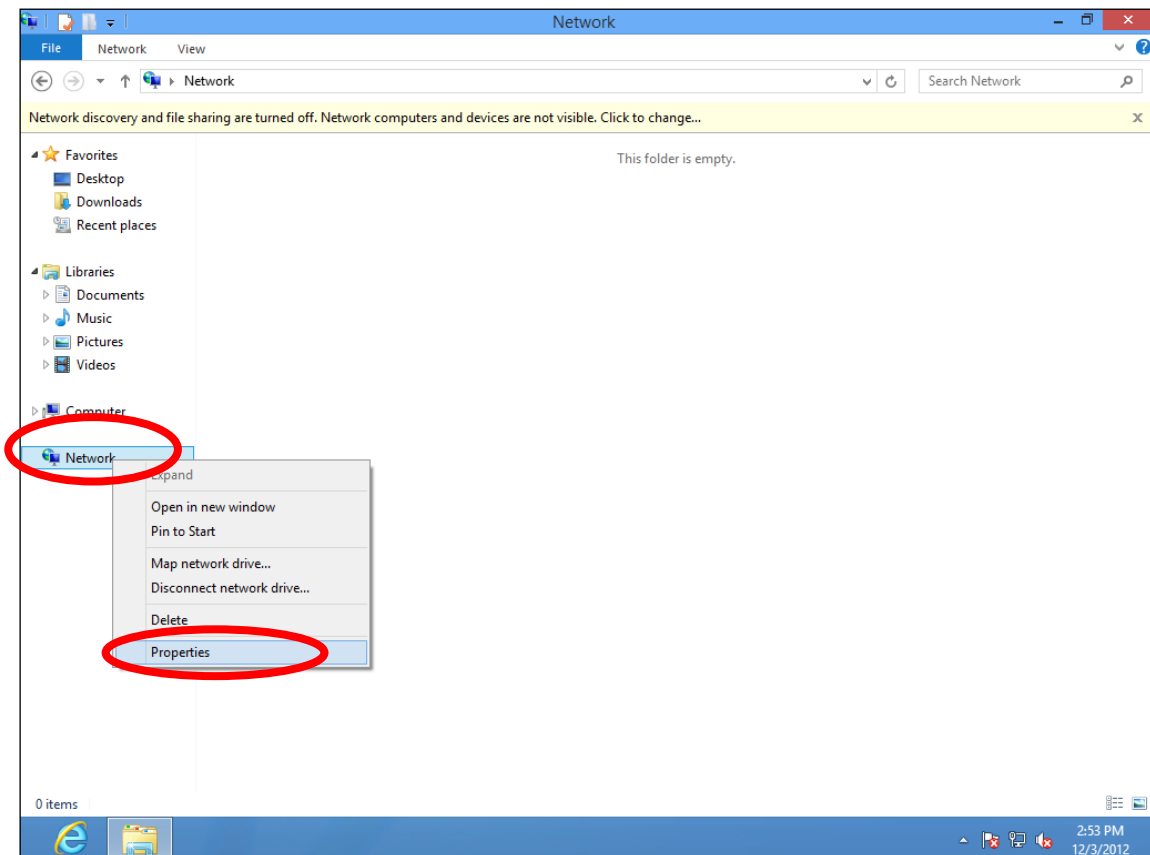 Network
File Network View
Network
Search Network
Network discovery and file sharing are turned off. Network computers and devices are not visible. Click to change...
This folder is empty.
Favorites
Desktop
Downloads
Recent places
Libraries
Documents
Music
Pictures
Videos
Computer
Network
Expand
Open in new window
Pin to Start
Map network drive...
Disconnect network drive...
Delete
Properties
0 items
2:53 PM
12/3/2012